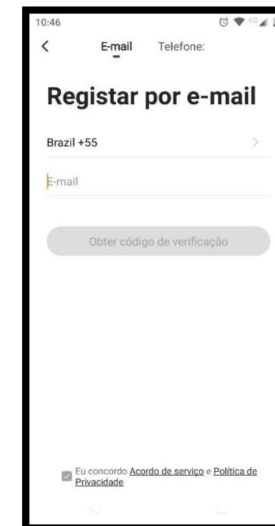 10:46
E-mail Telefone:
Registar por e-mail
Brazil +55
E-mail
Obter código de verificação
Eu concordo Acordo de serviço e Política de
Privacidade